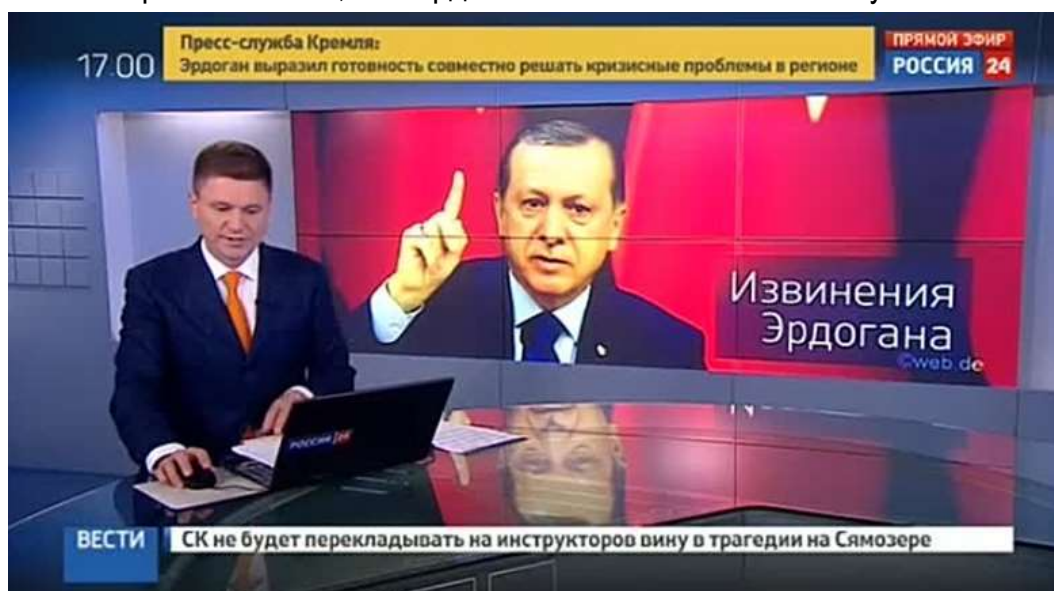 17.00
Пресс-служба Кремля:
Эрдоган выразил готовность совместно решать кризисные проблемы в регионе
ПРЯМОЙ ЭФИР
РОССИЯ 24
Извинения
Эрдогана
©web.de
РОССИЯ 24
ВЕСТИ
СК не будет перекладывать на инструкторов вину в трагедии на Сямозере